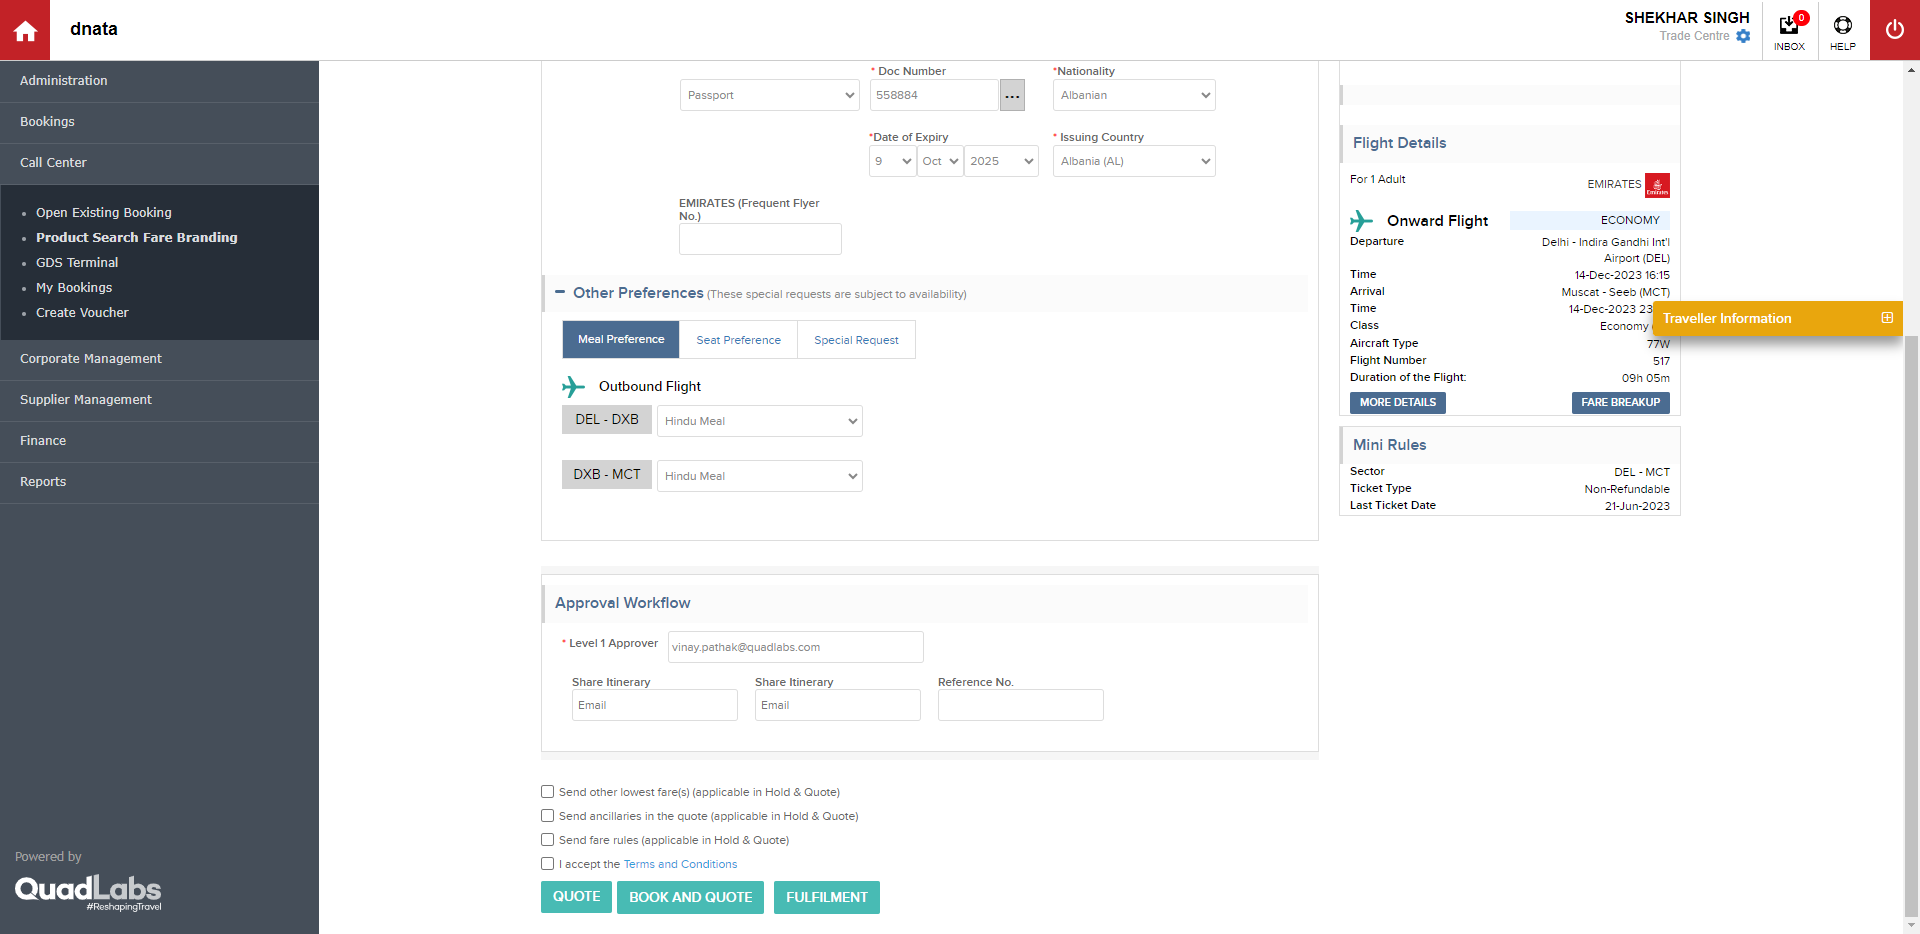 dnata
SHEKHAR SINGH
Trade Centre
0
INBOX
HELP
Administration
Bookings
Call Center
Open Existing Booking
Product Search Fare Branding
GDS Terminal
My Bookings
Create Voucher
Corporate Management
Supplier Management
Finance
Reports
Powered by
QuadLabs
#ReshapingTravel
* Doc Number
*Nationality
Passport
558884
...
Albanian
*Date of Expiry
* Issuing Country
9
Oct
2025
Albania (AL)
EMIRATES (Frequent Flyer
No.)
Other Preferences (These special requests are subject to availability)
Meal Preference
Seat Preference
Special Request
Outbound Flight
DEL - DXB
Hindu Meal
DXB - MCT
Hindu Meal
Approval Workflow
* Level 1 Approver
vinay.pathak@quadlabs.com
Share Itinerary
Share Itinerary
Reference No.
Email
Email
Send other lowest fare(s) (applicable in Hold & Quote)
Send ancillaries in the quote (applicable in Hold & Quote)
Send fare rules (applicable in Hold & Quote)
I accept the Terms and Conditions
QUOTE
BOOK AND QUOTE
FULFILMENT
Flight Details
For 1 Adult
EMIRATES
Emirates
Onward Flight
ECONOMY
Departure
Delhi - Indira Gandhi Int'l
Airport (DEL)
Time
14-Dec-2023 16:15
Arrival
Muscat - Seeb (MCT)
Time
14-Dec-2023 23
Class
Economy
Traveller Information
Aircraft Type
77W
Flight Number
517
Duration of the Flight:
09h 05m
MORE DETAILS
FARE BREAKUP
Mini Rules
Sector
DEL - MCT
Ticket Type
Non-Refundable
Last Ticket Date
21-Jun-2023